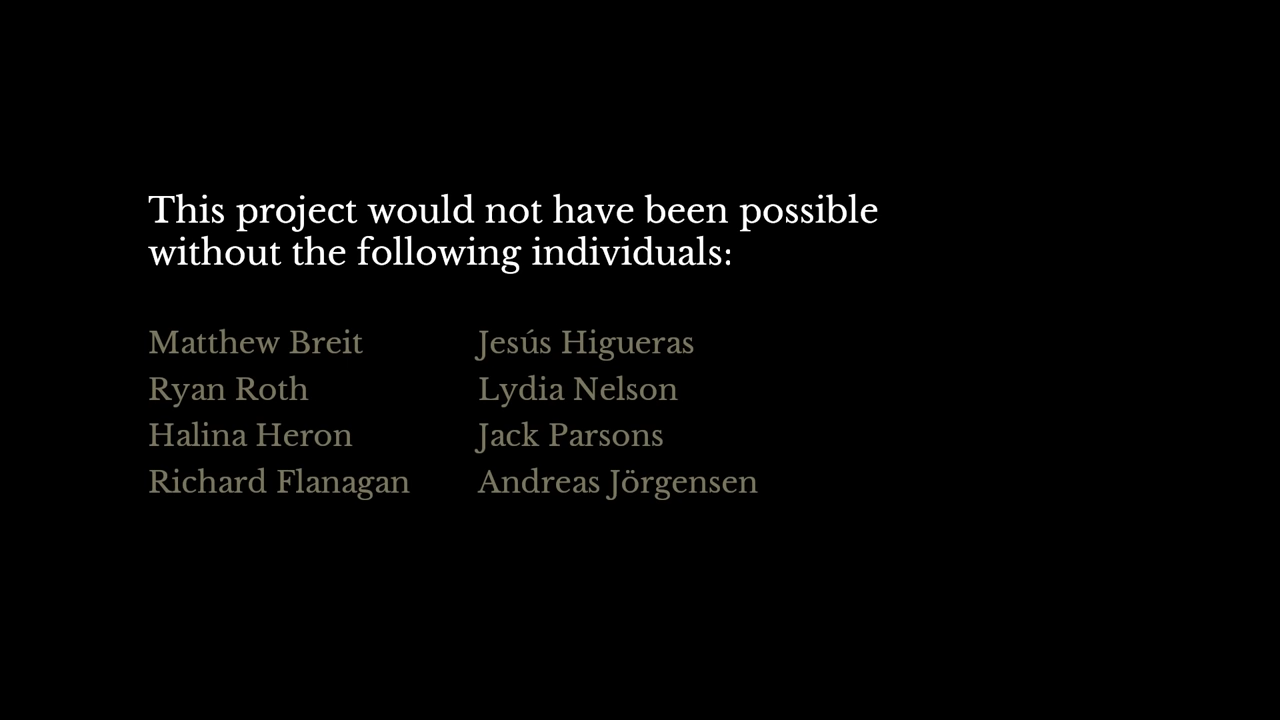 This project would not have been possible
without the following individuals:
Matthew Breit
Ryan Roth
Halina Heron
Richard Flanagan
Jesús Higueras
Lydia Nelson
Jack Parsons
Andreas Jörgensen